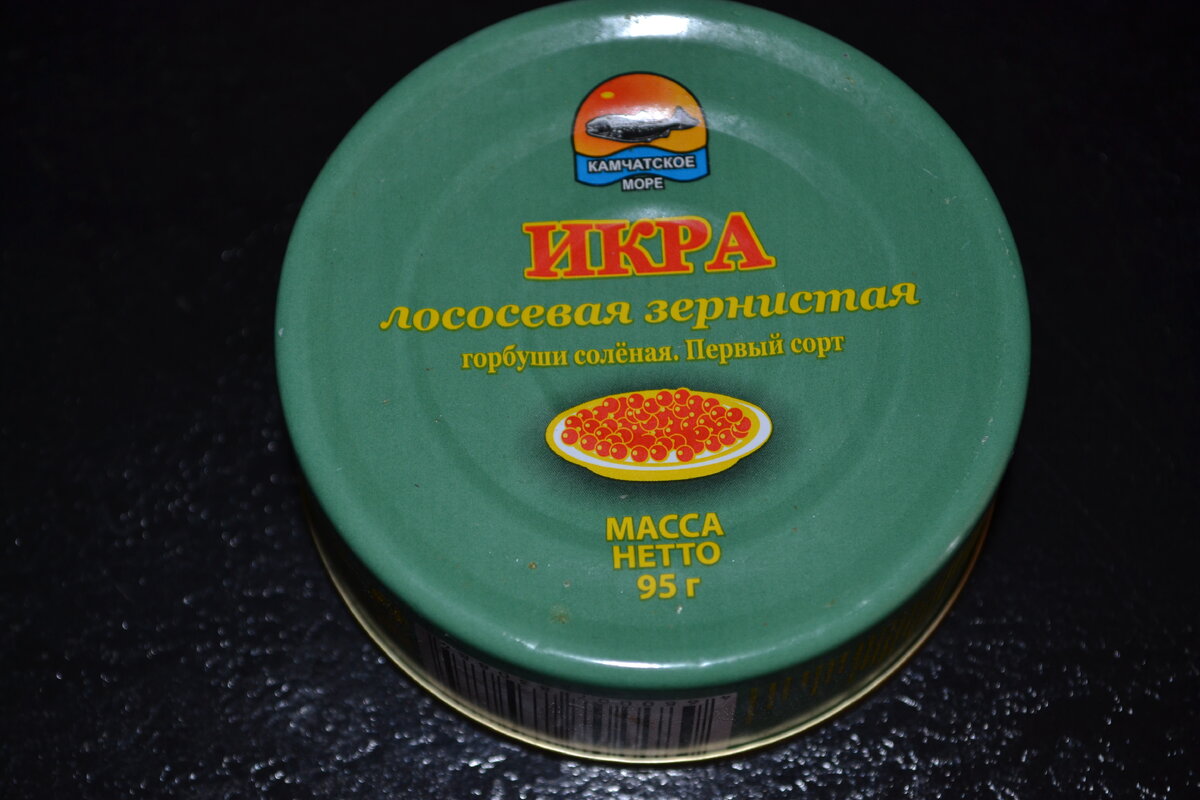 КАМЧАТСКОЕ
МОРЕ
ИКРА
лососевая зернистая
горбуши солёная. Первый сорт
МАССА
НЕТТО
95 г